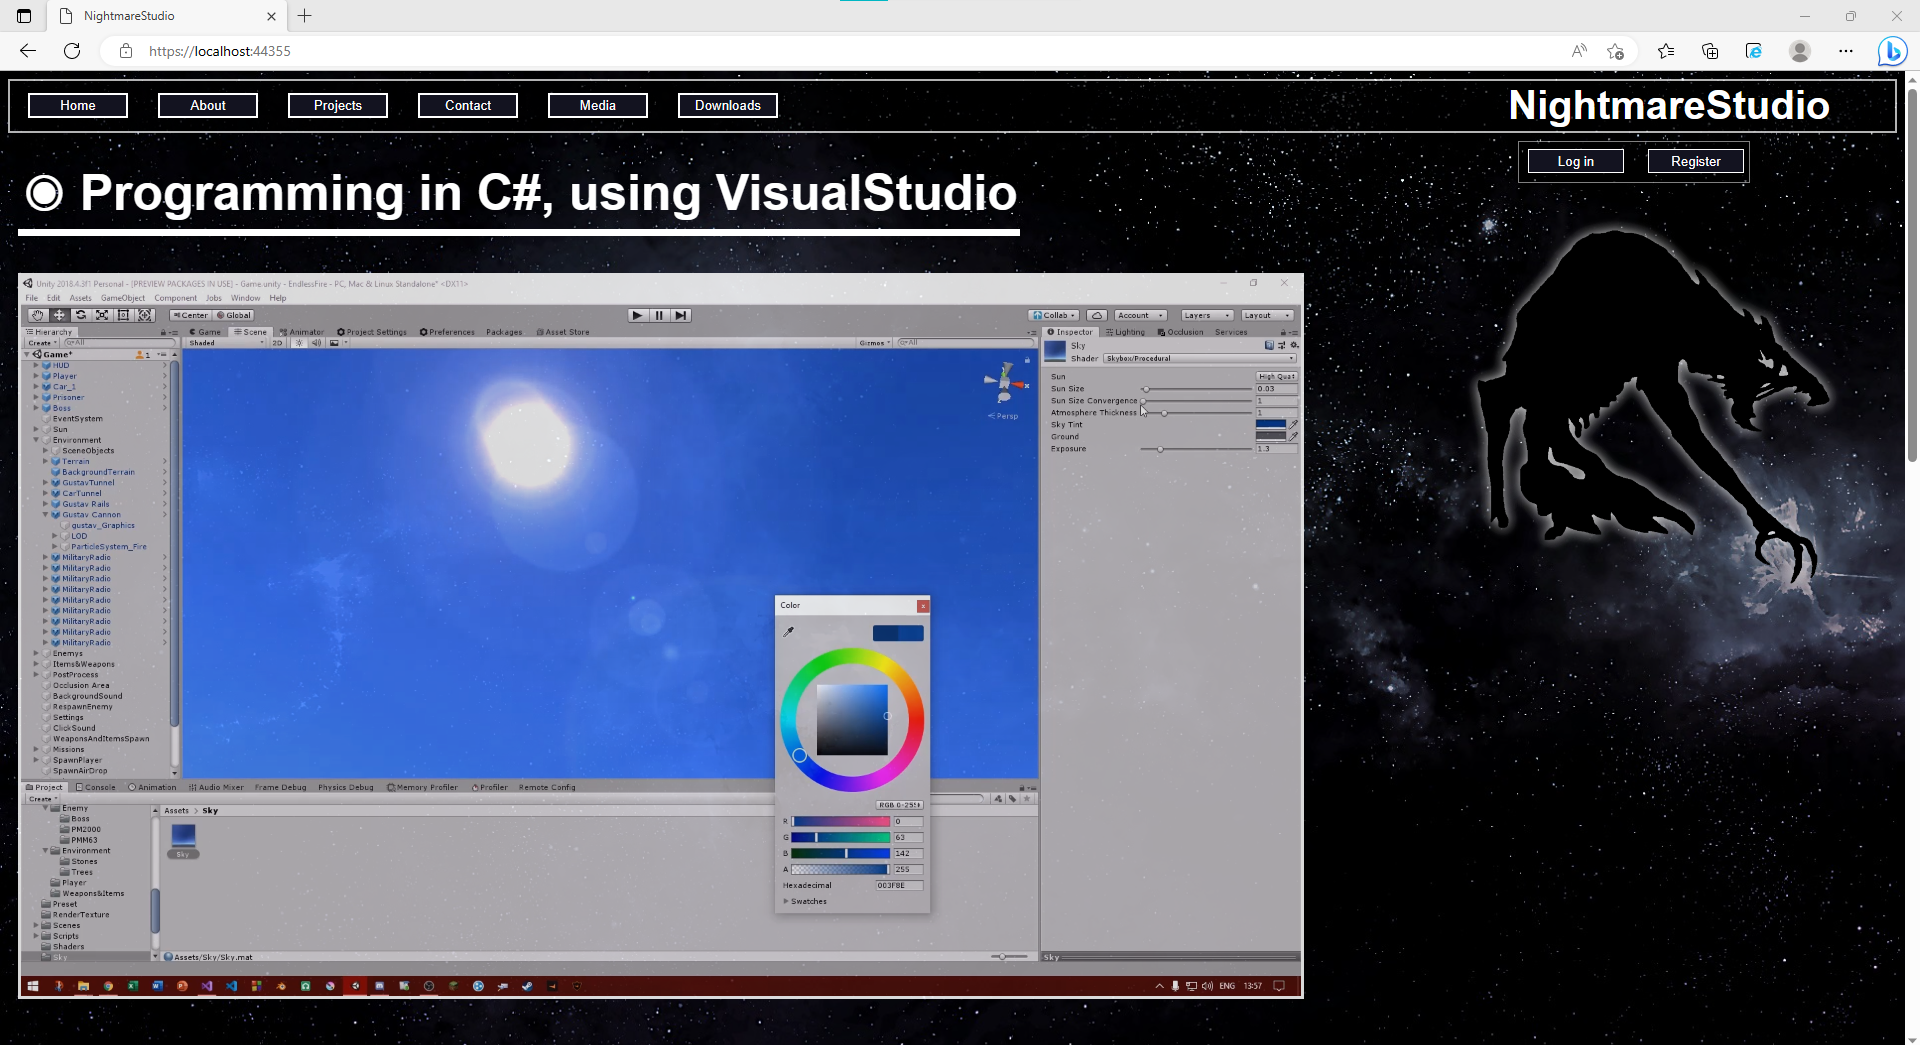 NightmareStudio
https://localhost:44355
Home About Projects Contact Media Downloads
NightmareStudio
Log in Register
Programming in C#, using VisualStudio
Unity 2018.4.3f1 Personal - [PREVIEW PACKAGES IN USE] - Game.unity - EndlessFire - PC, Mac & Linux Standalone* <DX11>
File Edit Assets GameObject Component Jobs Window Help
Center Global
Collab Account Layers Layout
Hierarchy
Game Scene Animator Project Settings Preferences Packages Asset Store
Inspector Lighting Occlusion Services
Create All
Shaded 2D
Gizmos All
Game*
1
HUD
Player
Car_1
Prisoner
Boss
EventSystem
Sun
Environment
SceneObjects
Terrain
BackgroundTerrain
GustavTunnel
CarTunnel
Gustav Rails
Gustav Cannon
gustav_Graphics
LOD
ParticleSystem_Fire
MilitaryRadio
MilitaryRadio
MilitaryRadio
MilitaryRadio
MilitaryRadio
MilitaryRadio
MilitaryRadio
MilitaryRadio
MilitaryRadio
Enemys
Items&Weapons
PostProcess
Occlusion Area
BackgroundSound
RespawnEnemy
Settings
ClickSound
WeaponsAndItemsSpawn
Missions
SpawnPlayer
SpawnAirDrop
x
Persp
Sky
Shader Skybox/Procedural
Sun High Qua
Sun Size 0.03
Sun Size Convergence 1
Atmosphere Thickness 1
Sky Tint
Ground
Exposure 1.3
Color
RGB 0-255
R 0
G 63
B 142
A 255
Hexadecimal 003F8E
Swatches
Project Console Animation Audio Mixer Frame Debug Physics Debug Memory Profiler Profiler Remote Config
Create
Enemy
Boss
PM2000
PMM63
Environment
Stones
Trees
Player
Weapons&Items
Preset
RenderTexture
Scenes
Scripts
Shaders
Sky
Assets > Sky
Sky
Assets/Sky/Sky.mat
Sky
ENG 13:57